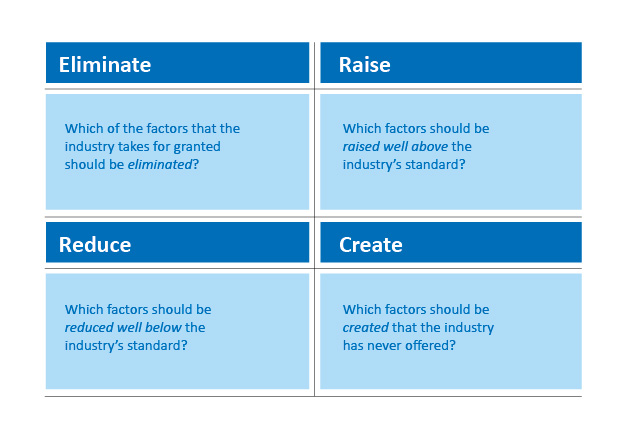 Eliminate
Which of the factors that the
industry takes for granted
should be eliminated?
Raise
Which factors should be
raised well above the
industry’s standard?
Reduce
Which factors should be
reduced well below the
industry’s standard?
Create
Which factors should be
created that the industry
has never offered?